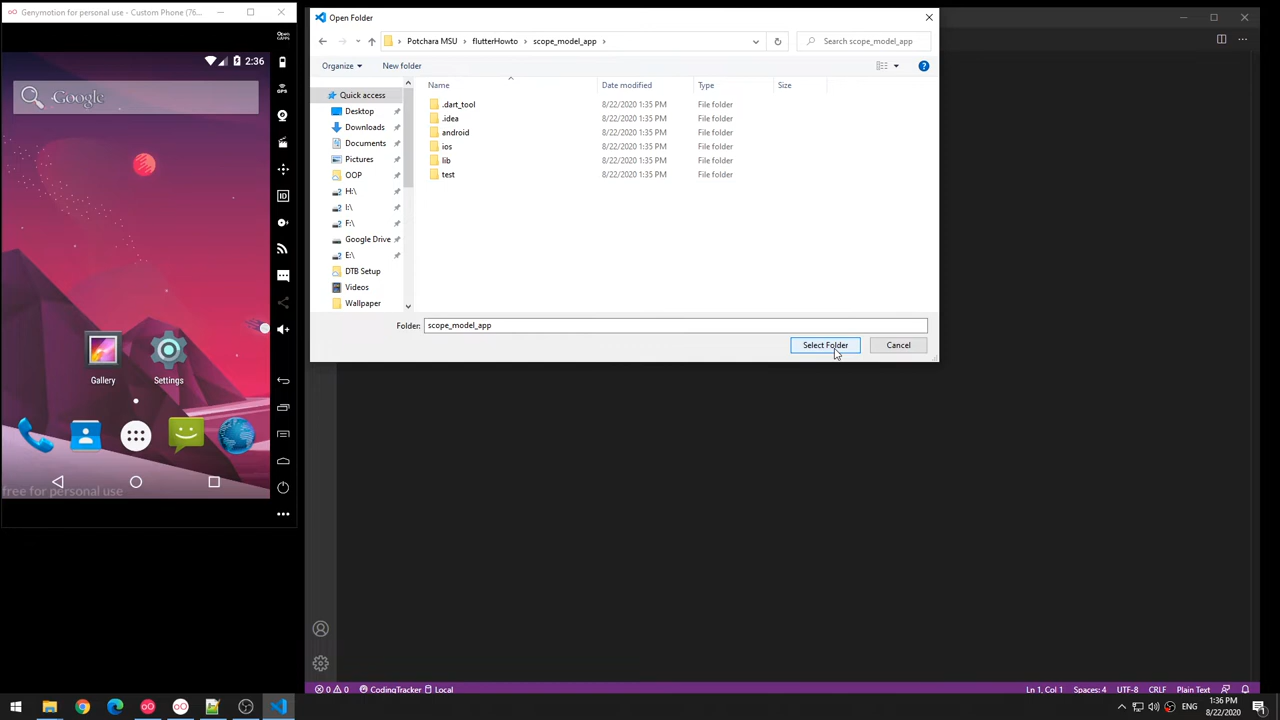 Genymotion for personal use - Custom Phone (76...
2:36
Google
GPS
ID
Gallery
Settings
free for personal use
Open Folder
Potchara MSU
flutterHowto
scope_model_app
Search scope_model_app
Organize
New folder
Name
Date modified
Type
Size
Quick access
Desktop
Downloads
Documents
Pictures
OOP
H:\
I:\
F:\
Google Drive
E:\
DTB Setup
Videos
Wallpaper
.dart_tool 8/22/2020 1:35 PM File folder
.idea 8/22/2020 1:35 PM File folder
android 8/22/2020 1:35 PM File folder
ios 8/22/2020 1:35 PM File folder
lib 8/22/2020 1:35 PM File folder
test 8/22/2020 1:35 PM File folder
Folder: scope_model_app
Select Folder
Cancel
0 0 CodingTracker Local
Ln 1, Col 1 Spaces: 4 UTF-8 CRLF Plain Text
ENG
1:36 PM
8/22/2020